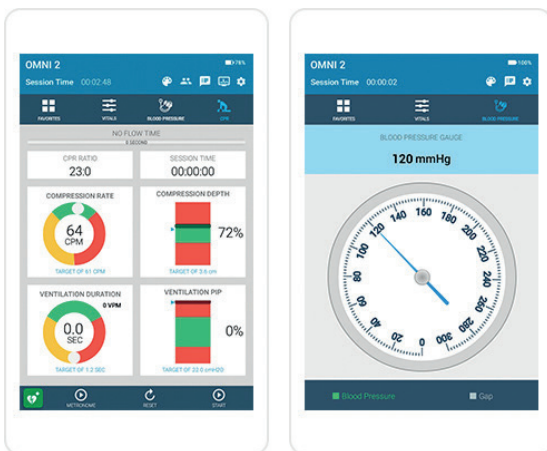 OMNI 2
78%
Session Time 00:02:48
FAVORITES VITALS BLOOD PRESSURE CPR
NO FLOW TIME
0 SECOND
CPR RATIO SESSION TIME
23:0 00:00:00
COMPRESSION RATE COMPRESSION DEPTH
64
CPM
72%
TARGET OF 61 CPM TARGET OF 3.6 cm
VENTILATION DURATION VENTILATION PIP
0 VPM
0.0
SEC
0%
TARGET OF 1.2 SEC TARGET OF 22.0 cmH2O
METRONOME RESET START
OMNI 2
100%
Session Time 00:00:02
FAVORITES VITALS BLOOD PRESSURE
BLOOD PRESSURE GAUGE
120 mmHg
0 20 40 60 80 100 120 140 160 180 200 220 240 260 280 300
Blood Pressure Gap